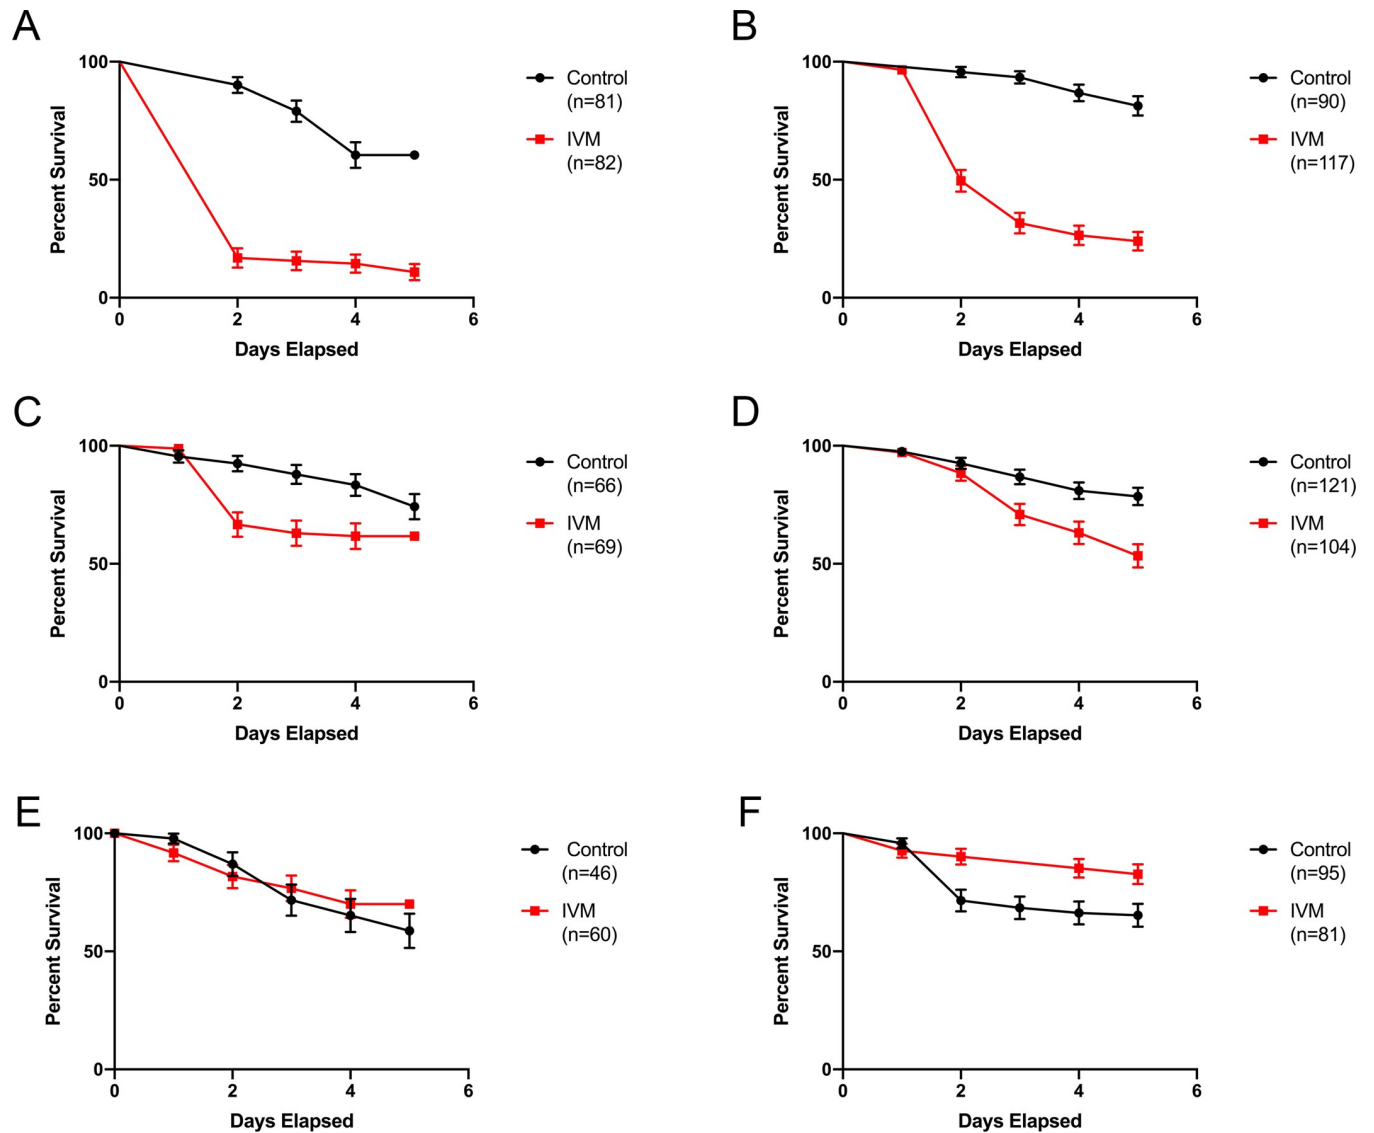 A
100
50
0
0 2 4 6
Percent Survival
Days Elapsed
Control
(n=81)
IVM
(n=82)
B
100
50
0
0 2 4 6
Percent Survival
Days Elapsed
Control
(n=90)
IVM
(n=117)
C
100
50
0
0 2 4 6
Percent Survival
Days Elapsed
Control
(n=66)
IVM
(n=69)
D
100
50
0
0 2 4 6
Percent Survival
Days Elapsed
Control
(n=121)
IVM
(n=104)
E
100
50
0
0 2 4 6
Percent Survival
Days Elapsed
Control
(n=46)
IVM
(n=60)
F
100
50
0
0 2 4 6
Percent Survival
Days Elapsed
Control
(n=95)
IVM
(n=81)